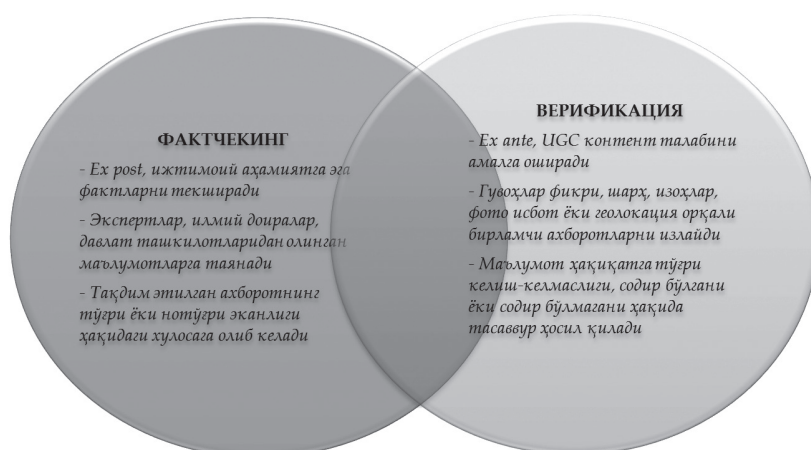 ФАКТЧЕКИНГ
- Ex post, ижтимоий аҳамиятга эга
фактларни текширади
- Экспертлар, илмий доиралар,
давлат ташкилотларидан олинган
маълумотларга таянади
- Тақдим этилган ахборотнинг
тўғри ёки нотўғри эканлиги
ҳақидаги хулосага олиб келади
ВЕРИФИКАЦИЯ
- Ex ante, UGC контент талабини
амалга оширади
- Гувоҳлар фикри, шарҳ, изоҳлар,
фото исбот ёки геолокация орқали
бирламчи ахборотларни излайди
- Маълумот ҳақиқатга тўғри
келиш-келмаслиги, содир бўлгани
ёки содир бўлмагани ҳақида
тасаввур ҳосил қилади